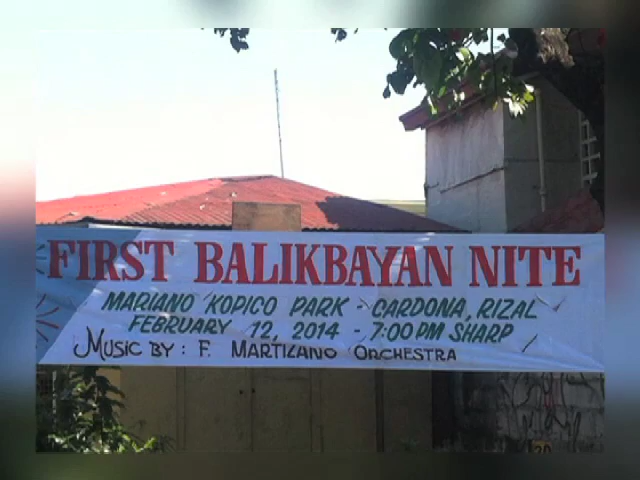 FIRST BALIKBAYAN NITE
MARIANO KOPICO PARK - CARDONA, RIZAL
FEBRUARY 12, 2014 - 7:00 PM SHARP
MUSIC BY : F. MARTIZANO ORCHESTRA
20